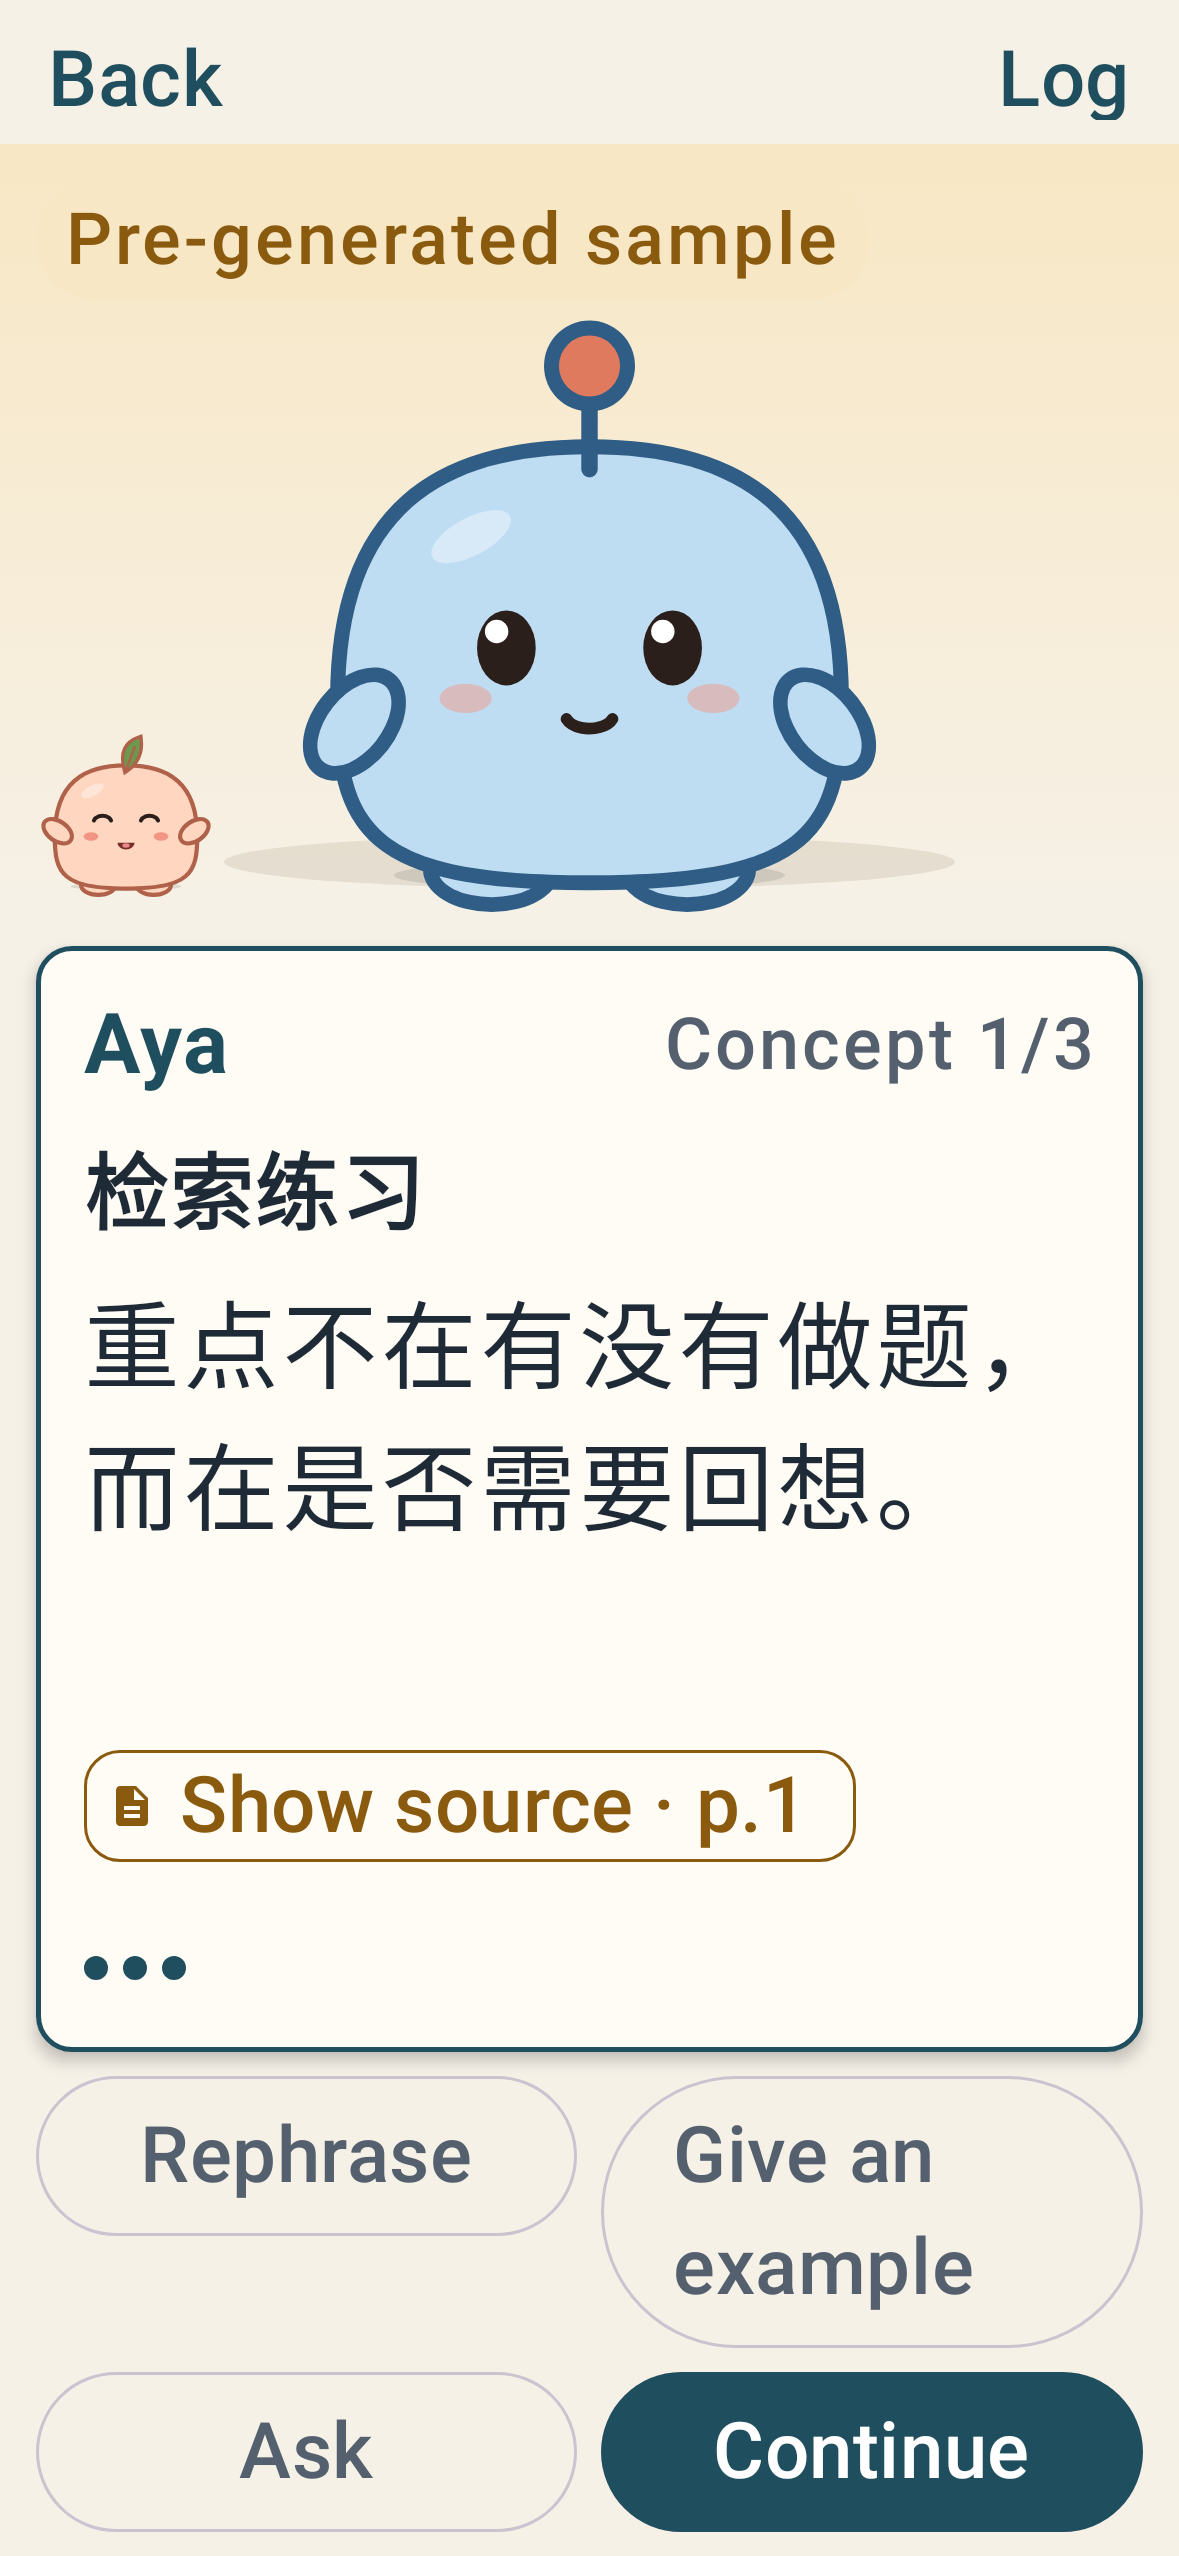 Back
Log
Pre-generated sample
Aya
Concept 1/3
检索练习
重点不在有没有做题，
而在是否需要回想。
Show source · p.1
Rephrase
Give an
example
Ask
Continue